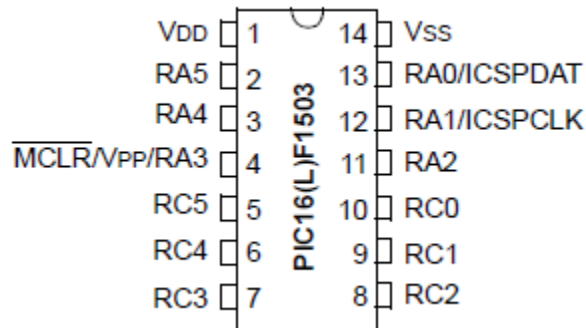 VDD 1 14 VSS
RA5 2 13 RA0/ICSPDAT
RA4 3 12 RA1/ICSPCLK
MCLR/VPP/RA3 4 11 RA2
RC5 5 10 RC0
RC4 6 9 RC1
RC3 7 8 RC2
PIC16(L)F1503